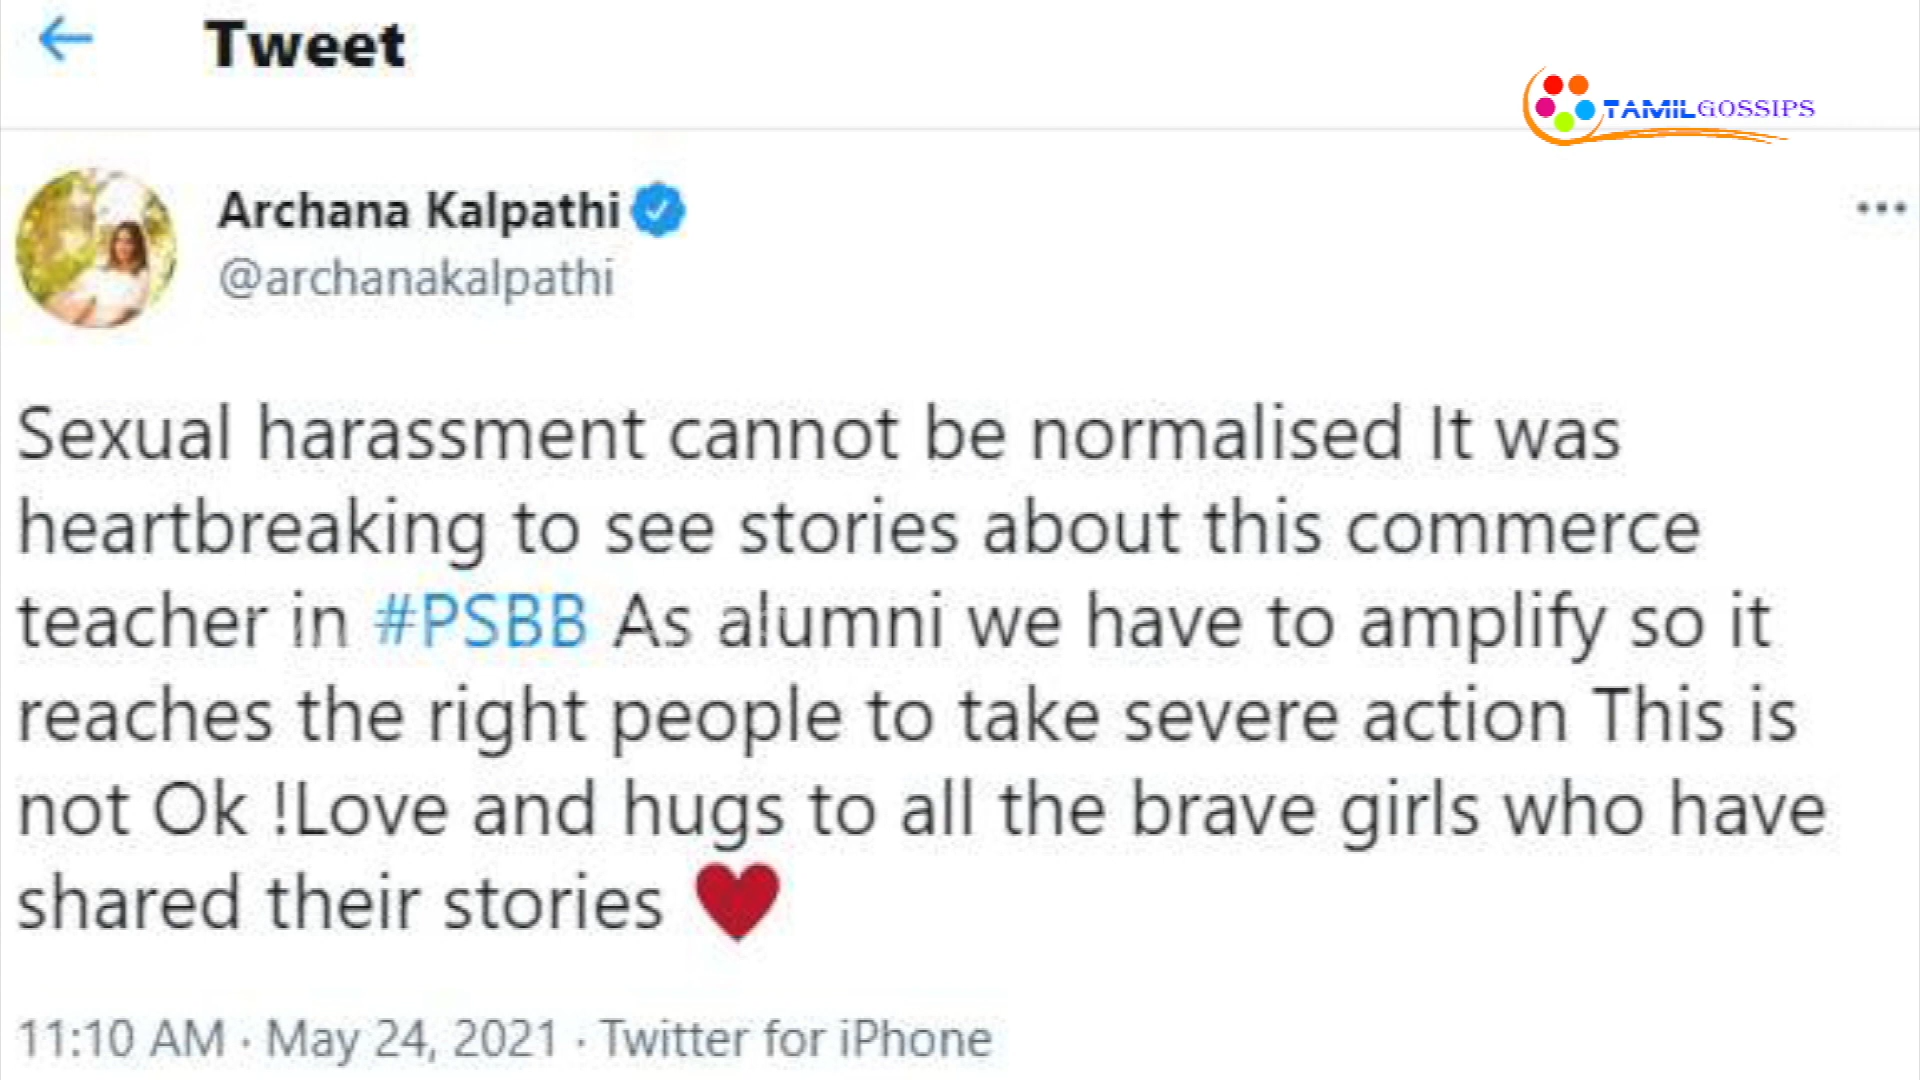 Tweet
TAMILGOSSIPS
Archana Kalpathi
@archanakalpathi
Sexual harassment cannot be normalised It was
heartbreaking to see stories about this commerce
teacher in #PSBB As alumni we have to amplify so it
reaches the right people to take severe action This is
not Ok !Love and hugs to all the brave girls who have
shared their stories ♥
11:10 AM · May 24, 2021 · Twitter for iPhone